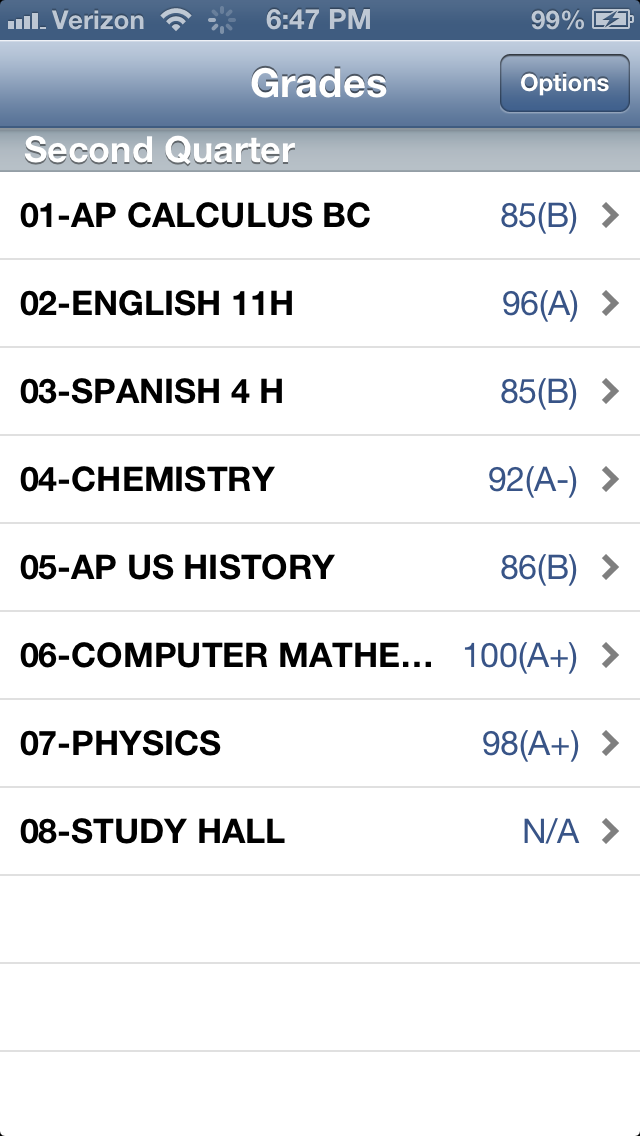 Verizon 6:47 PM 99%
Grades Options
Second Quarter
01-AP CALCULUS BC 85(B)
02-ENGLISH 11H 96(A)
03-SPANISH 4 H 85(B)
04-CHEMISTRY 92(A-)
05-AP US HISTORY 86(B)
06-COMPUTER MATHE... 100(A+)
07-PHYSICS 98(A+)
08-STUDY HALL N/A